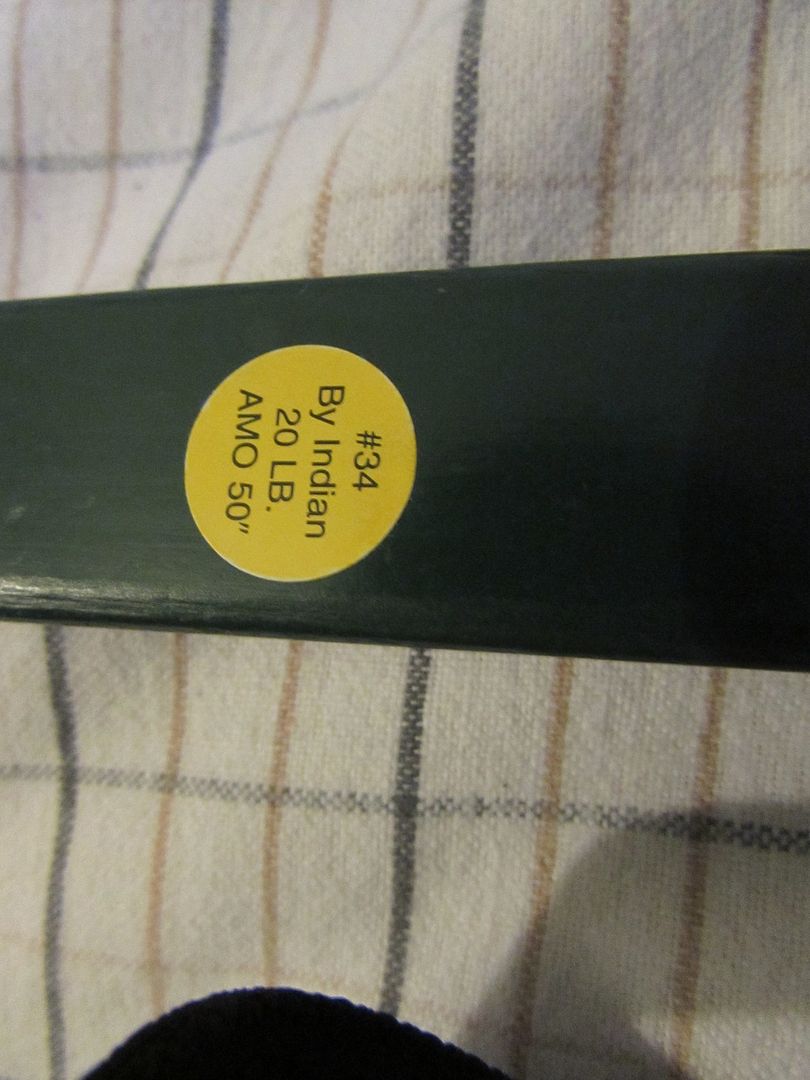 #34
By Indian
20 LB.
AMO 50"